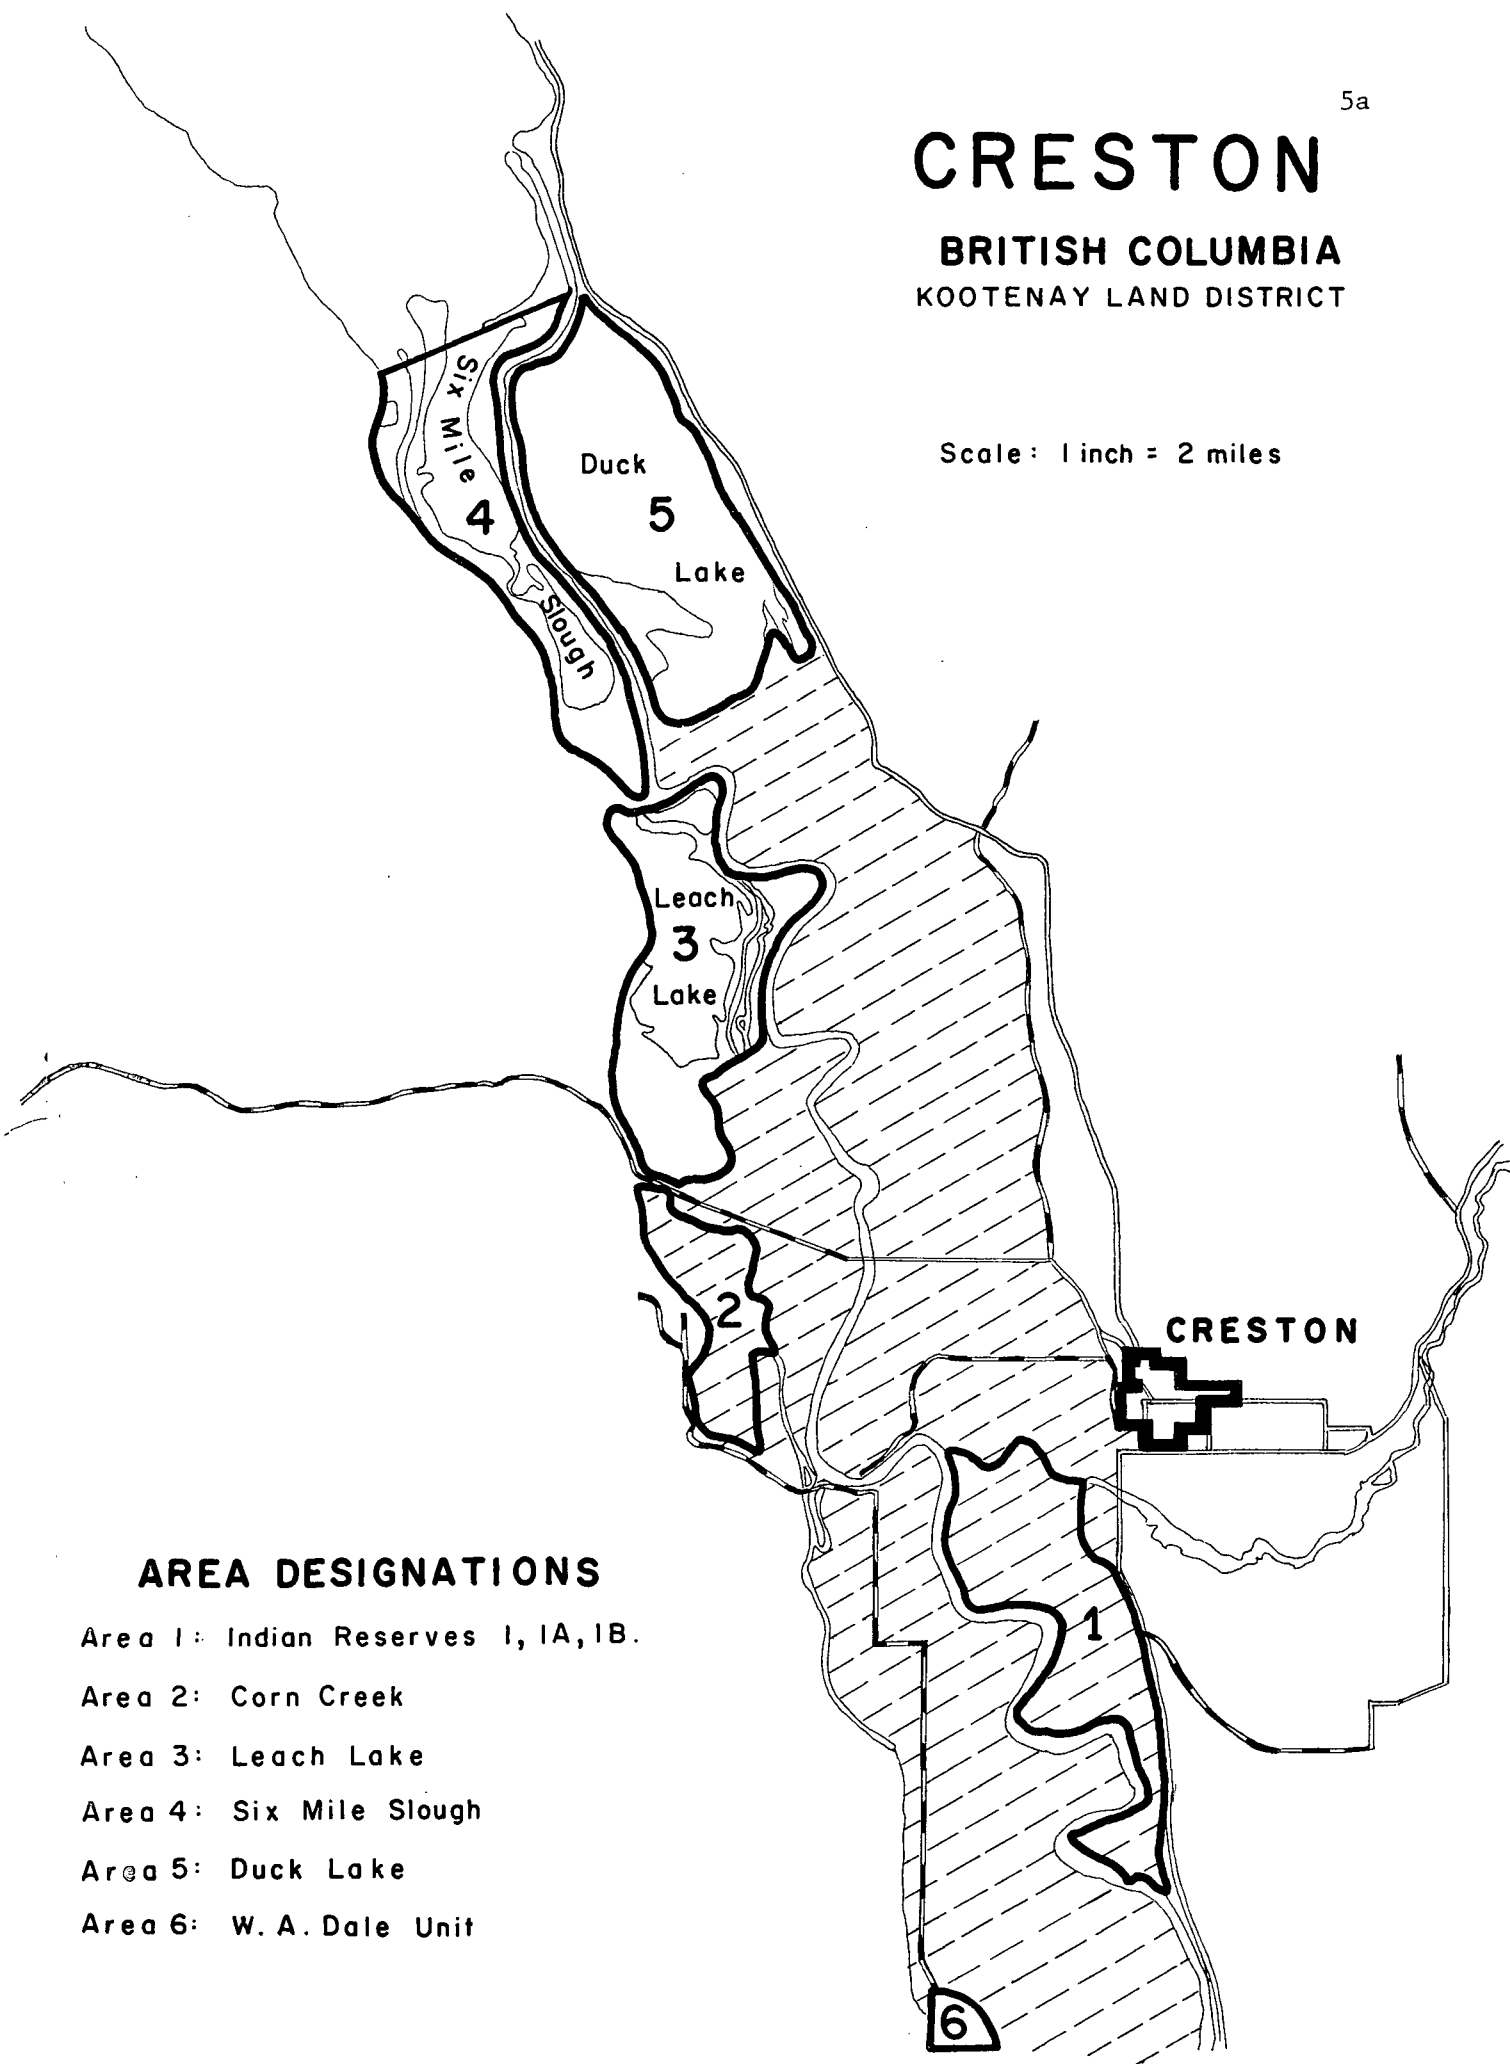 5a
CRESTON
BRITISH COLUMBIA
KOOTENAY LAND DISTRICT
Scale: 1 inch = 2 miles
Six Mile
4
Slough
Duck
5
Lake
Leach
3
Lake
2
CRESTON
1
6
AREA DESIGNATIONS
Area 1: Indian Reserves 1, 1A, 1B.
Area 2: Corn Creek
Area 3: Leach Lake
Area 4: Six Mile Slough
Area 5: Duck Lake
Area 6: W. A. Dale Unit